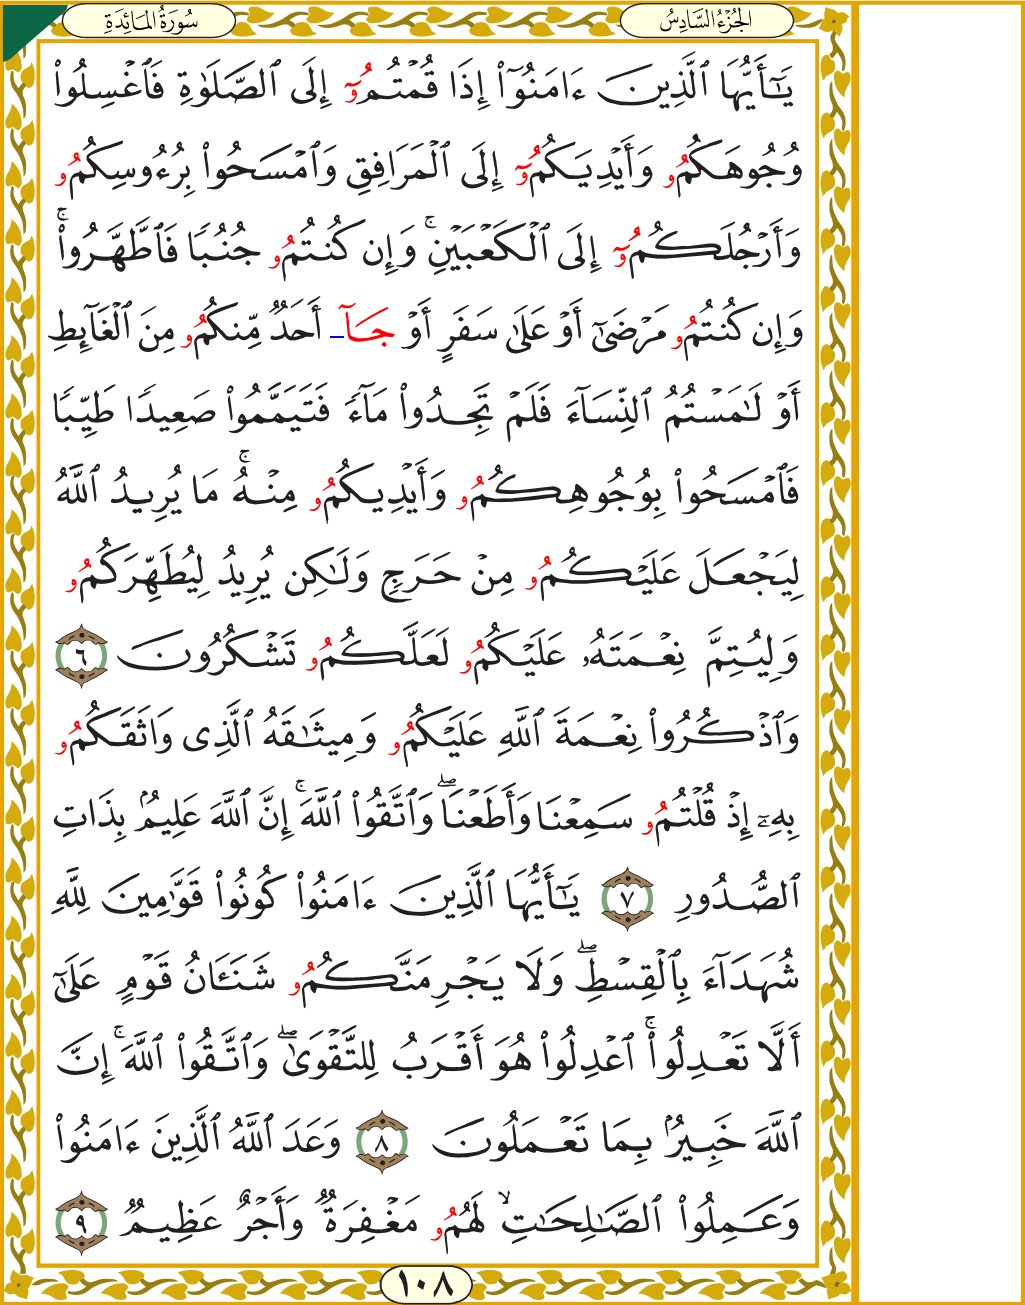 الجُزْءُ السَّادِسُ
سُورَةُ المَائِدَةِ
يَـٰٓأَيُّهَا ٱلَّذِينَ ءَامَنُوٓا۟ إِذَا قُمْتُمُوٓ إِلَى ٱلصَّلَوٰةِ فَٱغْسِلُوا۟
وُجُوهَكُمُو وَأَيْدِيَكُمُوٓ إِلَى ٱلْمَرَافِقِ وَٱمْسَحُوا۟ بِرُءُوسِكُمُو
وَأَرْجُلَكُمُوٓ إِلَى ٱلْكَعْبَيْنِ ۚ وَإِن كُنتُمُو جُنُبًا فَٱطَّهَّرُوا۟ ۚ
وَإِن كُنتُمُو مَرْضَىٰٓ أَوْ عَلَىٰ سَفَرٍ أَوْ جَآ أَحَدٌ مِّنكُمُو مِنَ ٱلْغَآئِطِ
أَوْ لَـٰمَسْتُمُ ٱلنِّسَآءَ فَلَمْ تَجِدُوا۟ مَآءً فَتَيَمَّمُوا۟ صَعِيدًا طَيِّبًا
فَٱمْسَحُوا۟ بِوُجُوهِكُمُو وَأَيْدِيكُمُو مِنْهُ ۚ مَا يُرِيدُ ٱللَّهُ
لِيَجْعَلَ عَلَيْكُمُو مِنْ حَرَجٍ وَلَـٰكِن يُرِيدُ لِيُطَهِّرَكُمُو
وَلِيُتِمَّ نِعْمَتَهُۥ عَلَيْكُمُو لَعَلَّكُمُو تَشْكُرُونَ ٦
وَٱذْكُرُوا۟ نِعْمَةَ ٱللَّهِ عَلَيْكُمُو وَمِيثَـٰقَهُ ٱلَّذِى وَاثَقَكُمُو
بِهِۦٓ إِذْ قُلْتُمُو سَمِعْنَا وَأَطَعْنَا ۖ وَٱتَّقُوا۟ ٱللَّهَ ۚ إِنَّ ٱللَّهَ عَلِيمٌۢ بِذَاتِ
ٱلصُّدُورِ ٧ يَـٰٓأَيُّهَا ٱلَّذِينَ ءَامَنُوا۟ كُونُوا۟ قَوَّٰمِينَ لِلَّهِ
شُهَدَآءَ بِٱلْقِسْطِ ۖ وَلَا يَجْرِمَنَّكُمُو شَنَـَٔانُ قَوْمٍ عَلَىٰٓ
أَلَّا تَعْدِلُوا۟ ۚ ٱعْدِلُوا۟ هُوَ أَقْرَبُ لِلتَّقْوَىٰ ۖ وَٱتَّقُوا۟ ٱللَّهَ ۚ إِنَّ
ٱللَّهَ خَبِيرٌۢ بِمَا تَعْمَلُونَ ٨ وَعَدَ ٱللَّهُ ٱلَّذِينَ ءَامَنُوا۟
وَعَمِلُوا۟ ٱلصَّـٰلِحَـٰتِ ۙ لَهُمُو مَغْفِرَةٌ وَأَجْرٌ عَظِيمٌ ٩
١٠٨